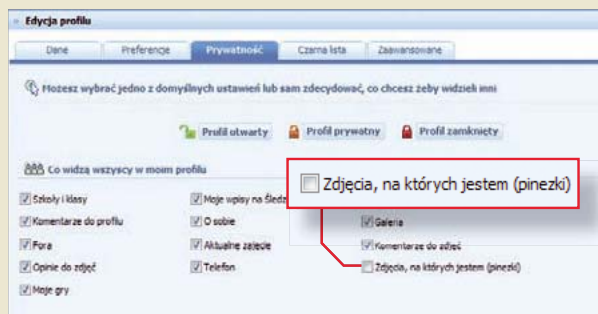 Edycja profilu
Dane Preferencje Prywatność Czarna lista Zaawansowane
Możesz wybrać jedno z domyślnych ustawień lub sam zdecydować, co chcesz żeby widzieli inni
Profil otwarty Profil prywatny Profil zamknięty
Co widzą wszyscy w moim profilu
Zdjęcia, na których jestem (pinezki)
Szkoły i klasy Moje wpisy na
Komentarze do profilu O sobie Galeria
Fora Aktualne zajęcie Komentarze do zdjęć
Opinie do zdjęć Telefon Zdjęcia, na których jestem (pinezki)
Moje gry